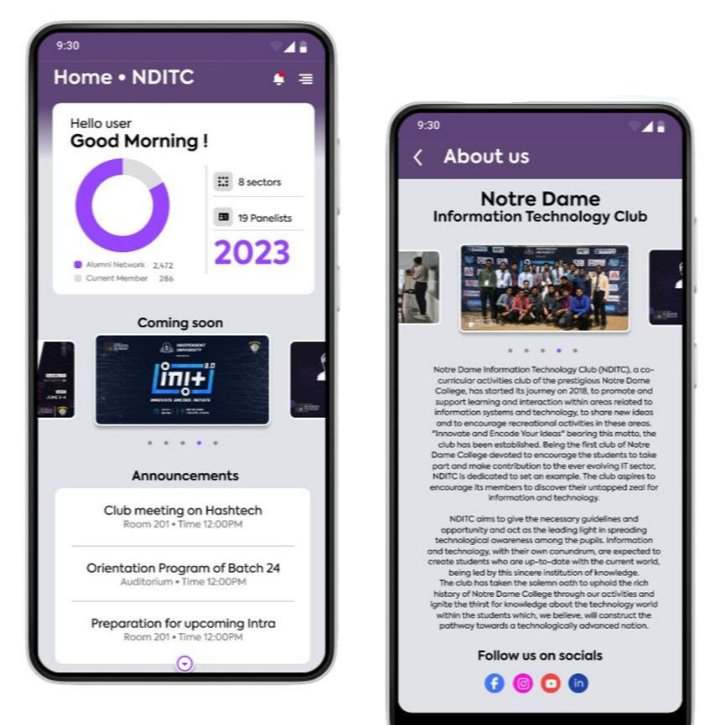 9:30
Home • NDITC
Hello user
Good Morning !
8 sectors
19 Panelists
2023
Alumni Network 2,472
Current Member 286
Coming soon
INDEPENDENT
UNIVERSITY
INNOVATE. ENCODE. INITIATE
Announcements
Club meeting on Hashtech
Room 201 • Time 12:00PM
Orientation Program of Batch 24
Auditorium • Time 12:00PM
Preparation for upcoming Intra
Room 201 • Time 12:00PM
9:30
About us
Notre Dame
Information Technology Club
Notre Dame Information Technology Club (NDITC), a co-
curricular activities club of the prestigious Notre Dame
College, has started its journey on 2018, to promote and
support learning and interaction within areas related to
information systems and technology, to share new ideas
and to encourage recreational activities in these areas.
"Innovate and Encode Your Ideas" bearing this motto, the
club has been established. Being the first club of Notre
Dame College devoted to encourage the students to take
part and make contribution to the ever evolving IT sector,
NDITC is dedicated to set an example. The club aspires to
encourage its members to discover their untapped zeal for
information and technology.
NDITC aims to give the necessary guidelines and
opportunity and act as the leading light in spreading
technological awareness among the pupils. Information
and technology, with their own conundrum, are expected to
create students who are up-to-date with the current world,
being led by this sincere institution of knowledge.
The club has taken the solemn oath to uphold the rich
history of Notre Dame College through our activities and
ignite the thirst for knowledge about the technology world
within the students which, we believe, will construct the
pathway towards a technologically advanced nation.
Follow us on socials